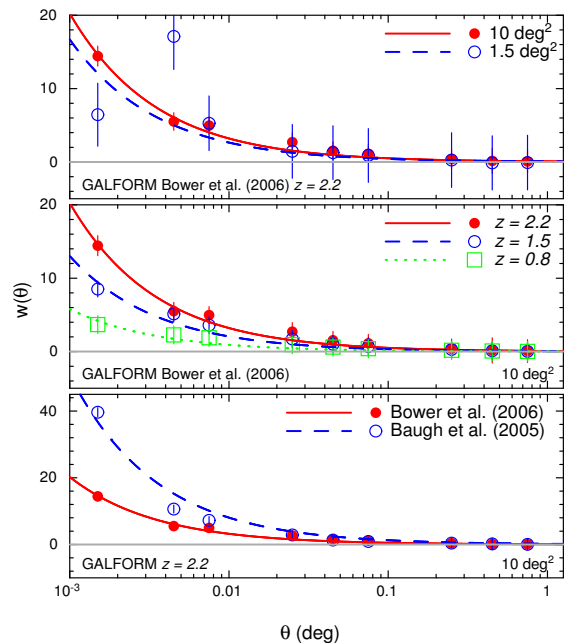 20
10
0
10 deg²
1.5 deg²
GALFORM Bower et al. (2006) z = 2.2
w(θ)
20
10
0
z = 2.2
z = 1.5
z = 0.8
GALFORM Bower et al. (2006)
10 deg²
40
20
0
Bower et al. (2006)
Baugh et al. (2005)
GALFORM z = 2.2
10 deg²
10⁻³
0.01
0.1
1
θ (deg)